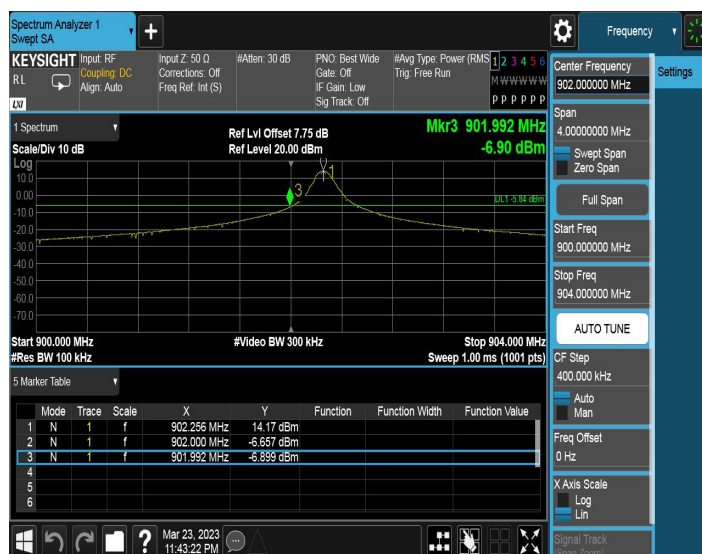 Spectrum Analyzer 1
Swept SA
+
Frequency
KEYSIGHT
Input: RF
Input Z: 50 Ω
#Atten: 30 dB
PNO: Best Wide
#Avg Type: Power (RMS
1 2 3 4 5 6
RL
Coupling: DC
Corrections: Off
Gate: Off
Trig: Free Run
Align: Auto
Freq Ref: Int (S)
IF Gain: Low
M W W W W W
Sig Track: Off
P P P P P P
LXI
Center Frequency
902.000000 MHz
Settings
1 Spectrum
Ref Lvl Offset 7.75 dB
Mkr3 901.992 MHz
Scale/Div 10 dB
Ref Level 20.00 dBm
-6.90 dBm
Span
4.00000000 MHz
Swept Span
Zero Span
Log
10.0
0.00
-10.0
-20.0
-30.0
-40.0
-50.0
-60.0
-70.0
1
3
DL1 -5.84 dBm
Full Span
Start Freq
900.000000 MHz
Stop Freq
904.000000 MHz
AUTO TUNE
Start 900.000 MHz
#Video BW 300 kHz
Stop 904.000 MHz
#Res BW 100 kHz
Sweep 1.00 ms (1001 pts)
CF Step
400.000 kHz
Auto
Man
5 Marker Table
Mode Trace Scale X Y Function Function Width Function Value
1 N 1 f 902.256 MHz 14.17 dBm
2 N 1 f 902.000 MHz -6.657 dBm
3 N 1 f 901.992 MHz -6.899 dBm
4
5
6
Freq Offset
0 Hz
X Axis Scale
Log
Lin
Signal Track
(Span Zoom)
?
Mar 23, 2023
11:43:22 PM